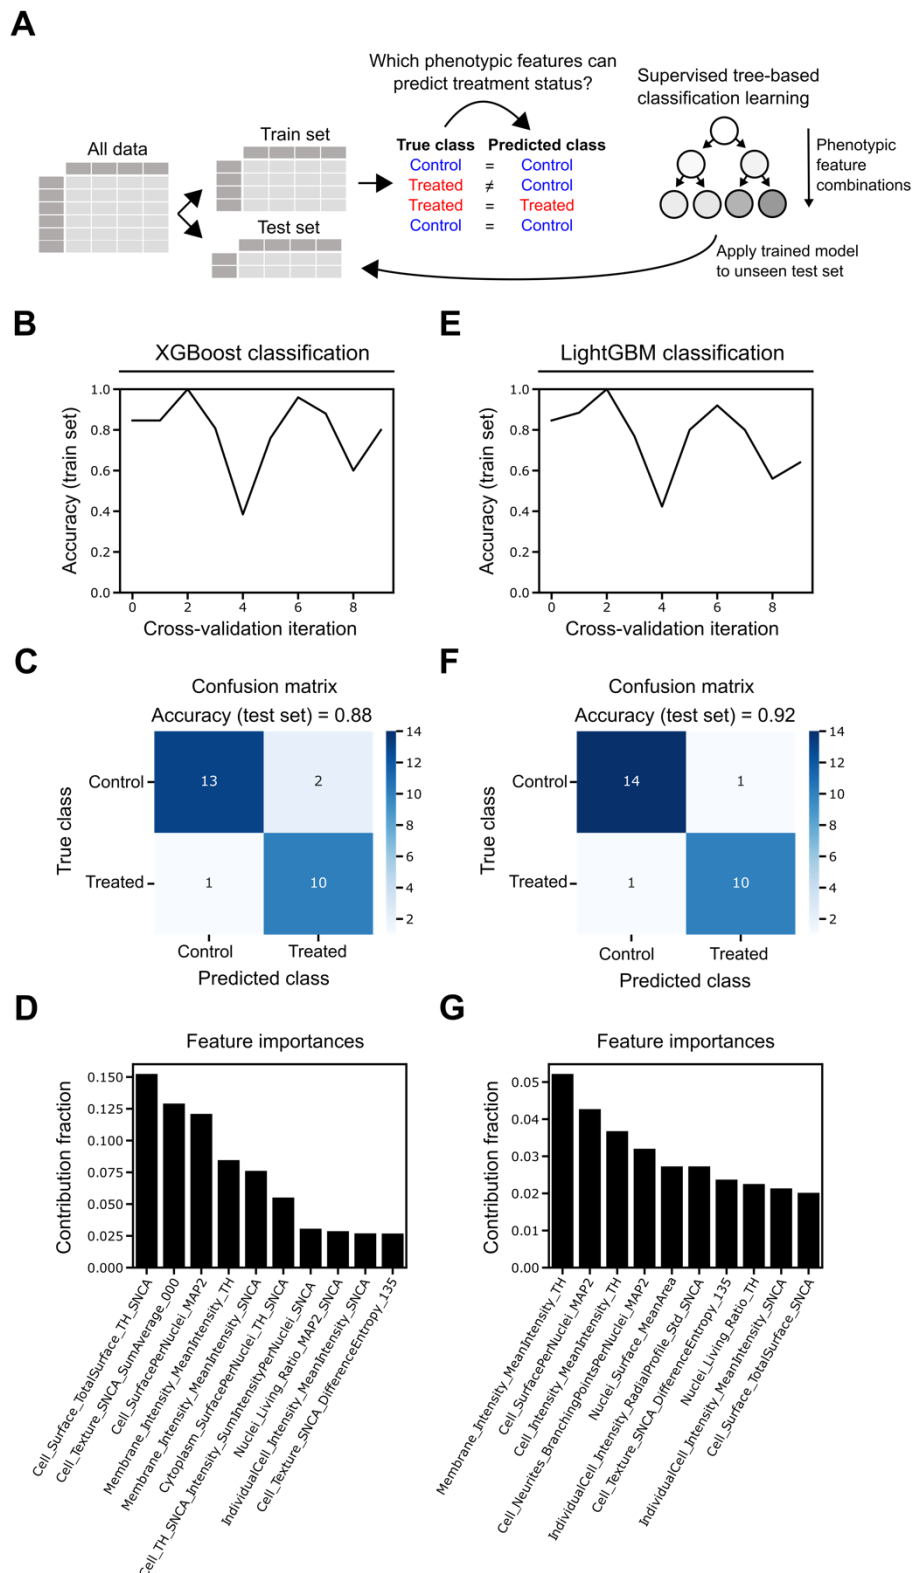 A
Which phenotypic features can
predict treatment status?
Supervised tree-based
classification learning
All data
Train set
Test set
True class Predicted class
Control = Control
Treated ≠ Control
Treated = Treated
Control = Control
Phenotypic
feature
combinations
Apply trained model
to unseen test set
B
XGBoost classification
Accuracy (train set)
1.0
0.8
0.6
0.4
0.2
0.0
0 2 4 6 8
Cross-validation iteration
E
LightGBM classification
Accuracy (train set)
1.0
0.8
0.6
0.4
0.2
0.0
0 2 4 6 8
Cross-validation iteration
C
Confusion matrix
Accuracy (test set) = 0.88
True class
Control
Treated
13 2
1 10
Control Treated
Predicted class
14
12
10
8
6
4
2
F
Confusion matrix
Accuracy (test set) = 0.92
True class
Control
Treated
14 1
1 10
Control Treated
Predicted class
14
12
10
8
6
4
2
D
Feature importances
Contribution fraction
0.150
0.125
0.100
0.075
0.050
0.025
0.000
Cell_Surface_TotalSurface_TH_SNCA
Cell_Texture_SNCA_SumAverage_000
Cell_SurfacePerNuclei_MAP2
Membrane_Intensity_MeanIntensity_TH
Membrane_Intensity_MeanIntensity_SNCA
Cytoplasm_SurfacePerNuclei_TH_SNCA
Cell_TH_SNCA_Intensity_SumIntensityPerNuclei_SNCA
Nuclei_Living_Ratio_MAP2_SNCA
IndividualCell_Intensity_MeanIntensity_SNCA
Cell_Texture_SNCA_DifferenceEntropy_135
G
Feature importances
Contribution fraction
0.05
0.04
0.03
0.02
0.01
0.00
Membrane_Intensity_MeanIntensity_TH
Cell_SurfacePerNuclei_MAP2
Cell_Intensity_MeanIntensity_TH
Cell_Neurites_BranchingPointsPerNuclei_MAP2
Nuclei_Surface_MeanArea
IndividualCell_Intensity_RadialProfile_Std_SNCA
Cell_Texture_SNCA_DifferenceEntropy_135
Nuclei_Living_Ratio_TH
IndividualCell_Intensity_MeanIntensity_SNCA
Cell_Surface_TotalSurface_SNCA